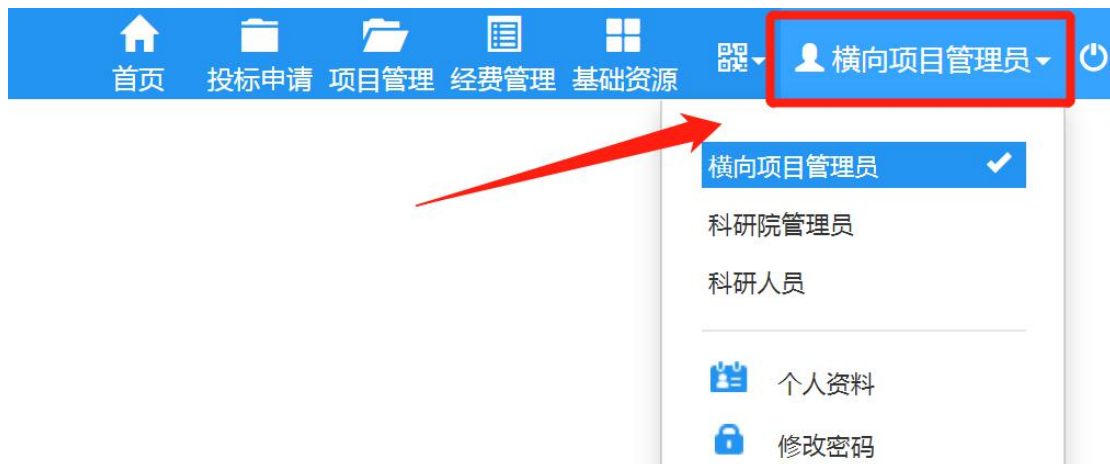 首页 投标申请 项目管理 经费管理 基础资源 横向项目管理员
横向项目管理员
科研院管理员
科研人员
个人资料
修改密码